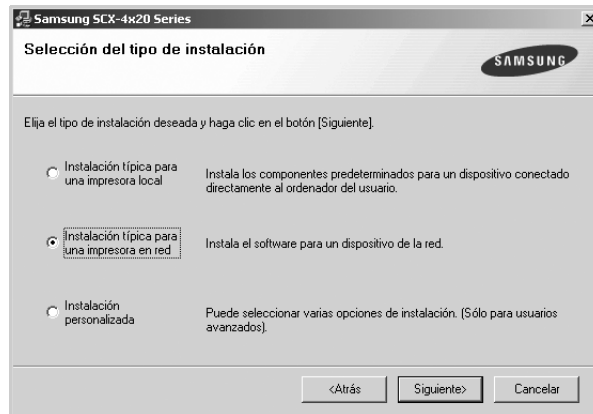 Samsung SCX-4x20 Series
Selección del tipo de instalación
SAMSUNG
Elija el tipo de instalación deseada y haga clic en el botón [Siguiente].
Instalación típica para
una impresora local
Instala los componentes predeterminados para un dispositivo conectado
directamente al ordenador del usuario.
Instalación típica para
una impresora en red
Instala el software para un dispositivo de la red.
Instalación
personalizada
Puede seleccionar varias opciones de instalación. (Sólo para usuarios
avanzados).
<Atrás
Siguiente>
Cancelar